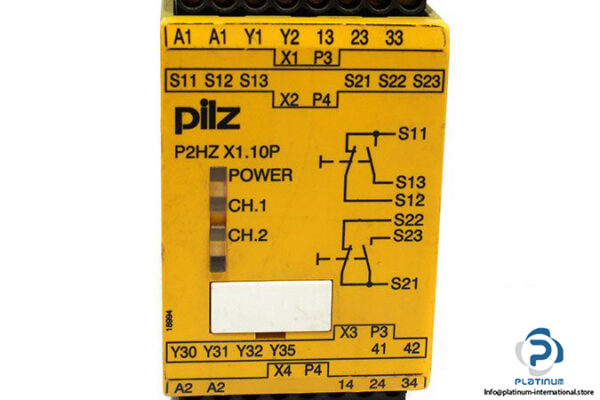 A1 A1 Y1 Y2 13 23 33
X1 P3
S11 S12 S13 S21 S22 S23
X2 P4
pilz
P2HZ X1.10P
POWER
CH.1
CH.2
S11
S13
S12
S22
S23
S21
18994
X3 P3
Y30 Y31 Y32 Y35 41 42
X4 P4
A2 A2 14 24 34
PLATINUM
INTERNATIONAL
Info@platinum-international.store